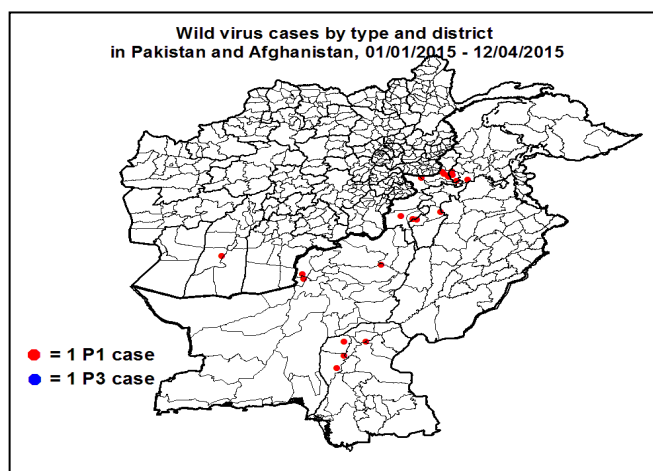 Wild virus cases by type and district
in Pakistan and Afghanistan, 01/01/2015 - 12/04/2015
= 1 P1 case
= 1 P3 case